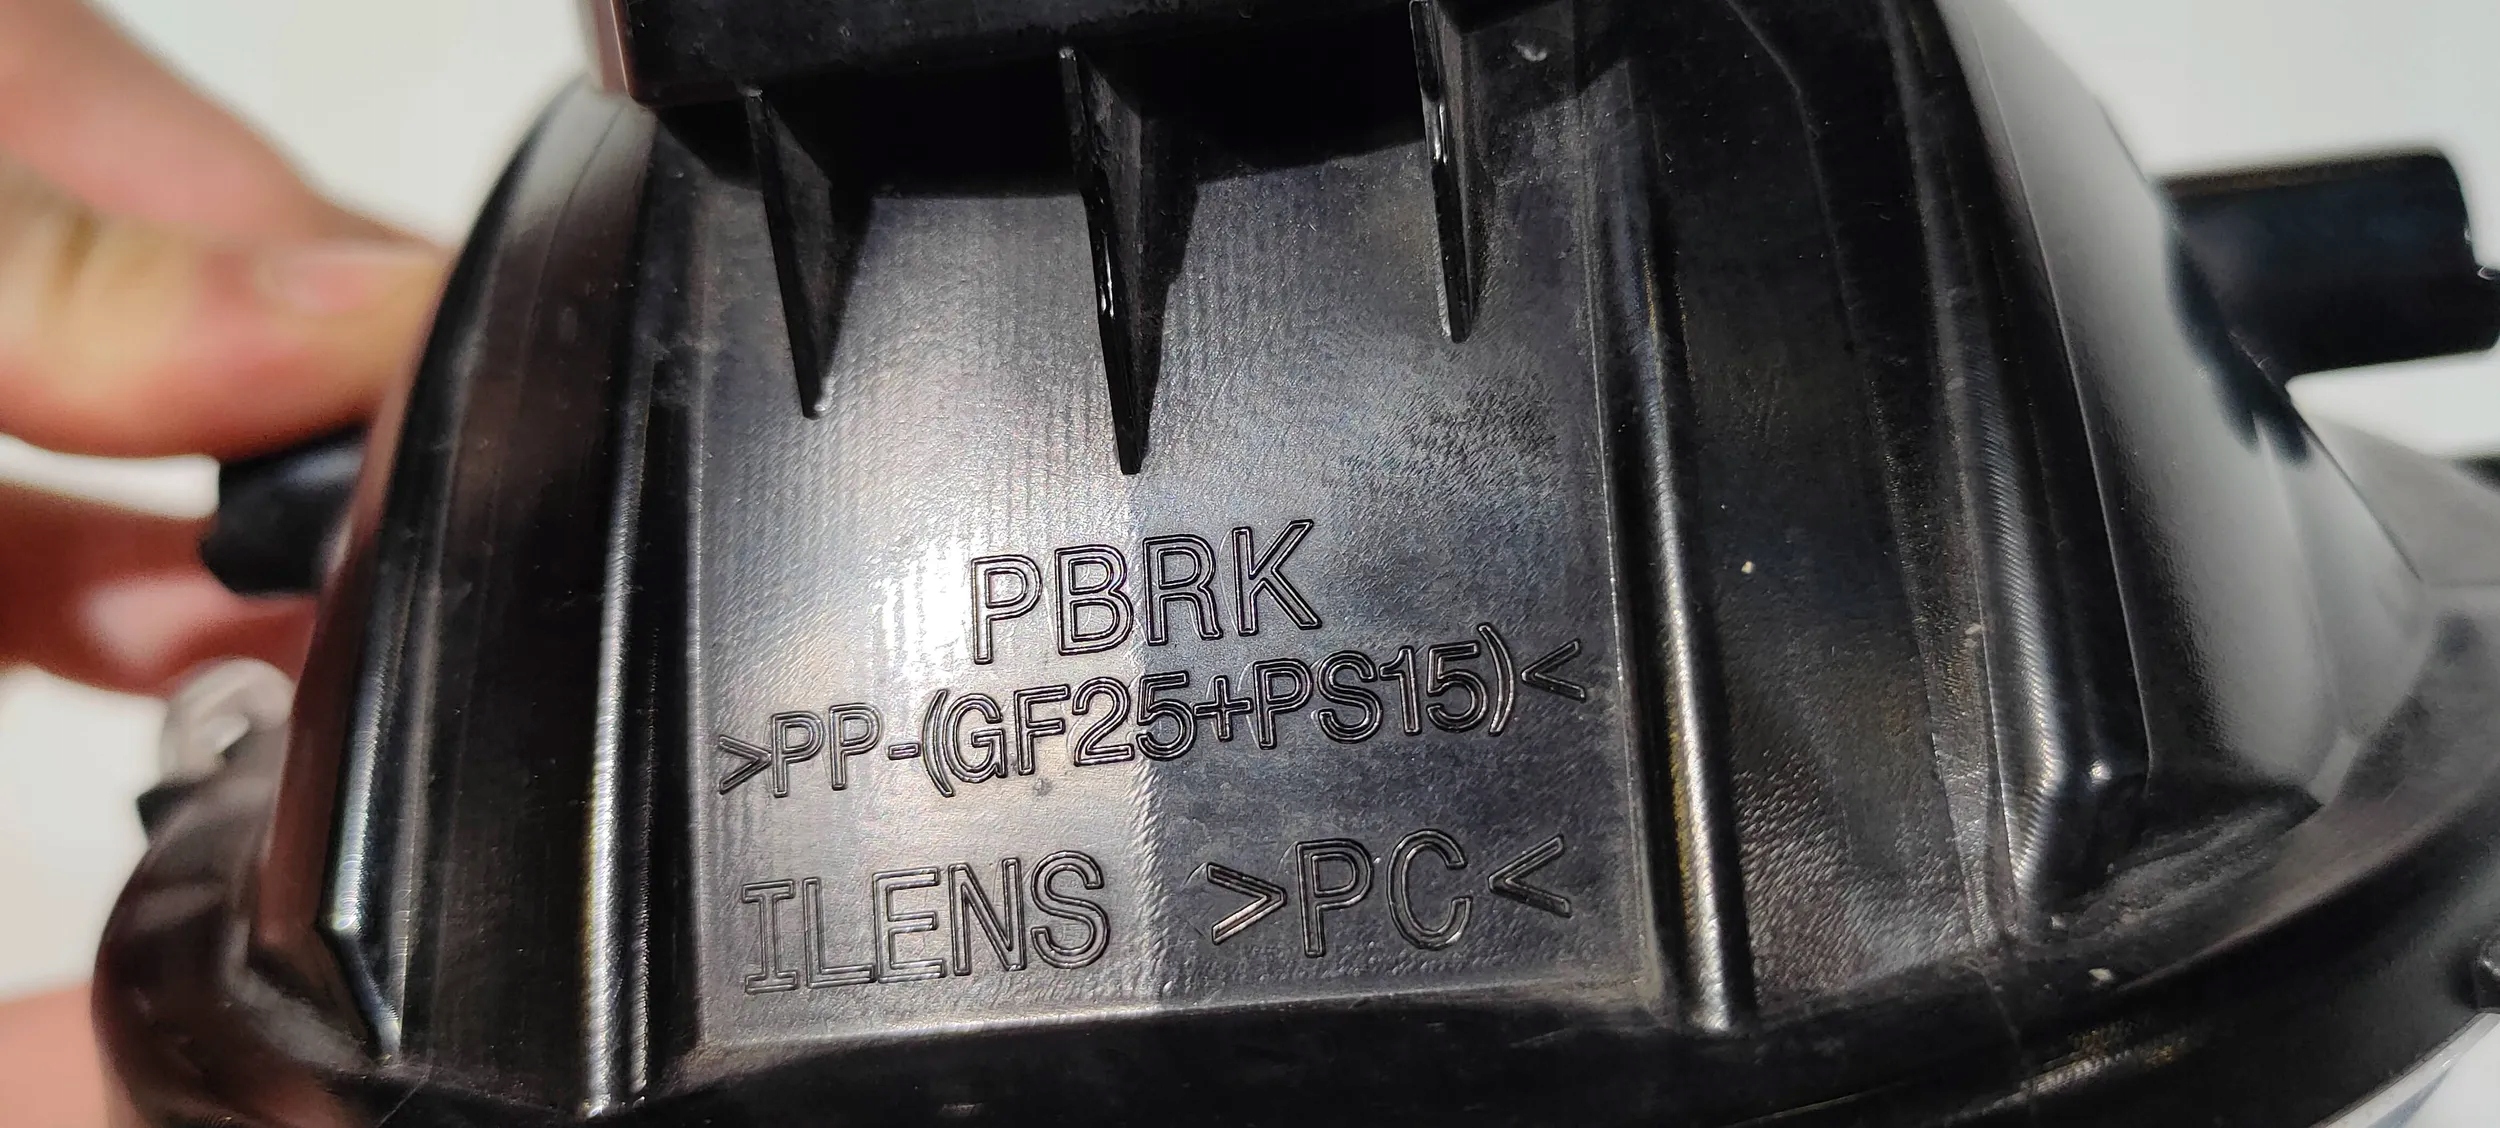 PBRK
>PP-(GF25+PS15)<
ILENS >PC<